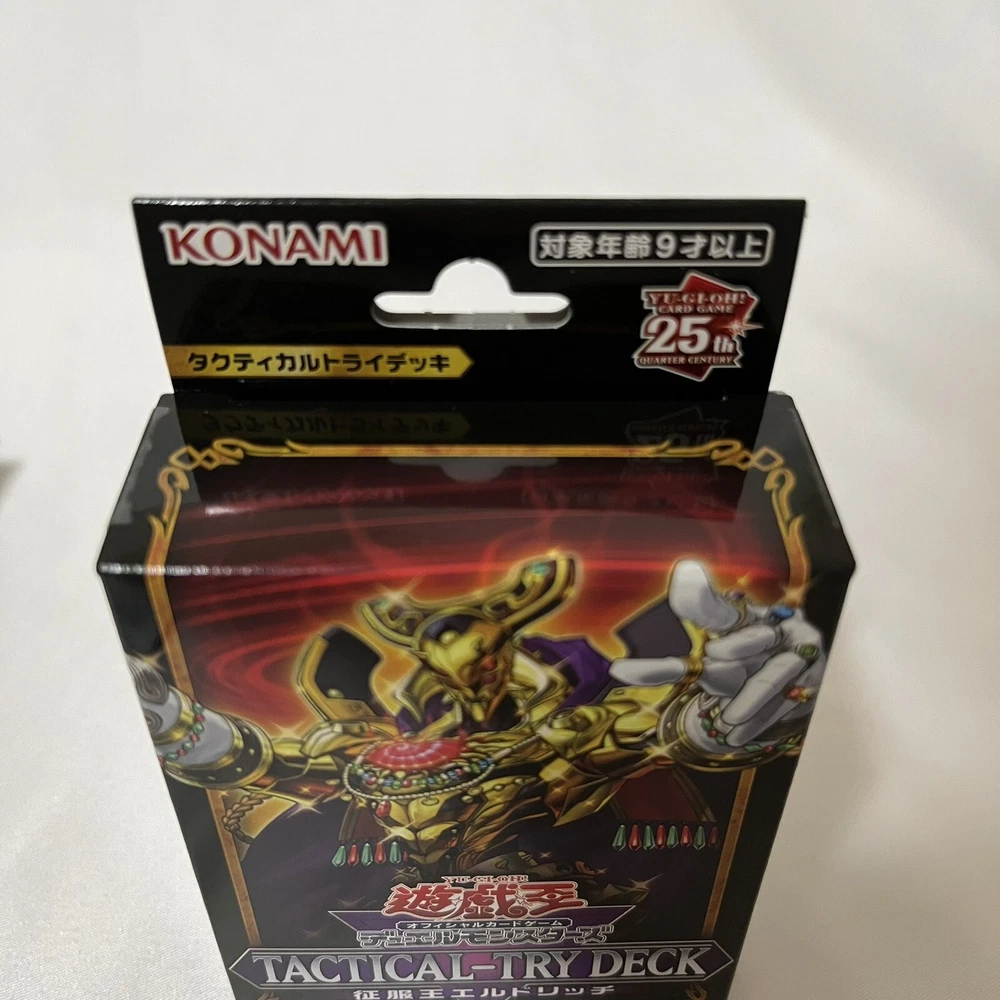 KONAMI
対象年齢9才以上
YU-GI-OH!
CARD GAME
25th
QUARTER CENTURY
タクティカルトライデッキ
YU-GI-OH!
遊戯王
オフィシャルカードゲーム
デュエルモンスターズ
TACTICAL-TRY DECK
征服王エルドリッチ